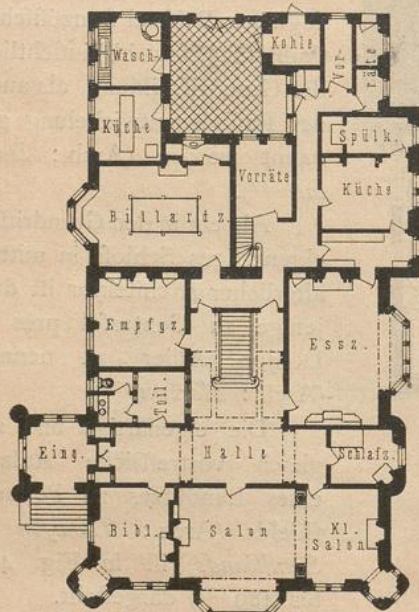 Kohle
Wasch-
Vor-
räte
Küche
Spülk.
Vorräte
Küche
Billardz.
Empfgz.
Essz.
Toil.
Eing.
Halle
Schlafz.
Bibl.
Salon
Kl.
Salon